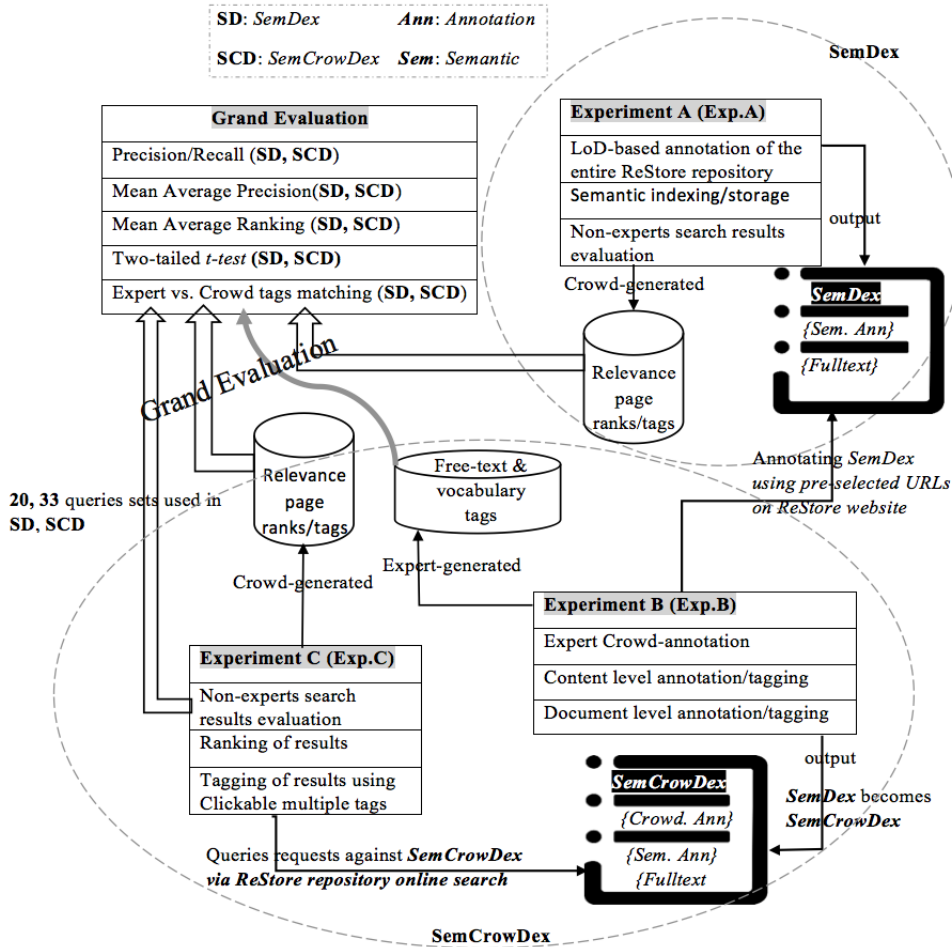 SD: SemDex
Ann: Annotation
SCD: SemCrowDex
Sem: Semantic
SemDex
Grand Evaluation
Precision/Recall (SD, SCD)
Mean Average Precision(SD, SCD)
Mean Average Ranking (SD, SCD)
Two-tailed t-test (SD, SCD)
Expert vs. Crowd tags matching (SD, SCD)
Experiment A (Exp.A)
LoD-based annotation of the
entire ReStore repository
Semantic indexing/storage
Non-experts search results
evaluation
output
Crowd-generated
SemDex
{Sem. Ann}
{Fulltext}
Relevance
page
ranks/tags
Grand Evaluation
Annotating SemDex
using pre-selected URLs
on ReStore website
Free-text &
vocabulary
tags
Relevance
page
ranks/tags
20, 33 queries sets used in
SD, SCD
Crowd-generated
Expert-generated
Experiment B (Exp.B)
Expert Crowd-annotation
Content level annotation/tagging
Document level annotation/tagging
Experiment C (Exp.C)
Non-experts search
results evaluation
Ranking of results
Tagging of results using
Clickable multiple tags
output
SemDex becomes
SemCrowDex
SemCrowDex
{Crowd. Ann}
{Sem. Ann}
{Fulltext
Queries requests against SemCrowDex
via ReStore repository online search
SemCrowDex